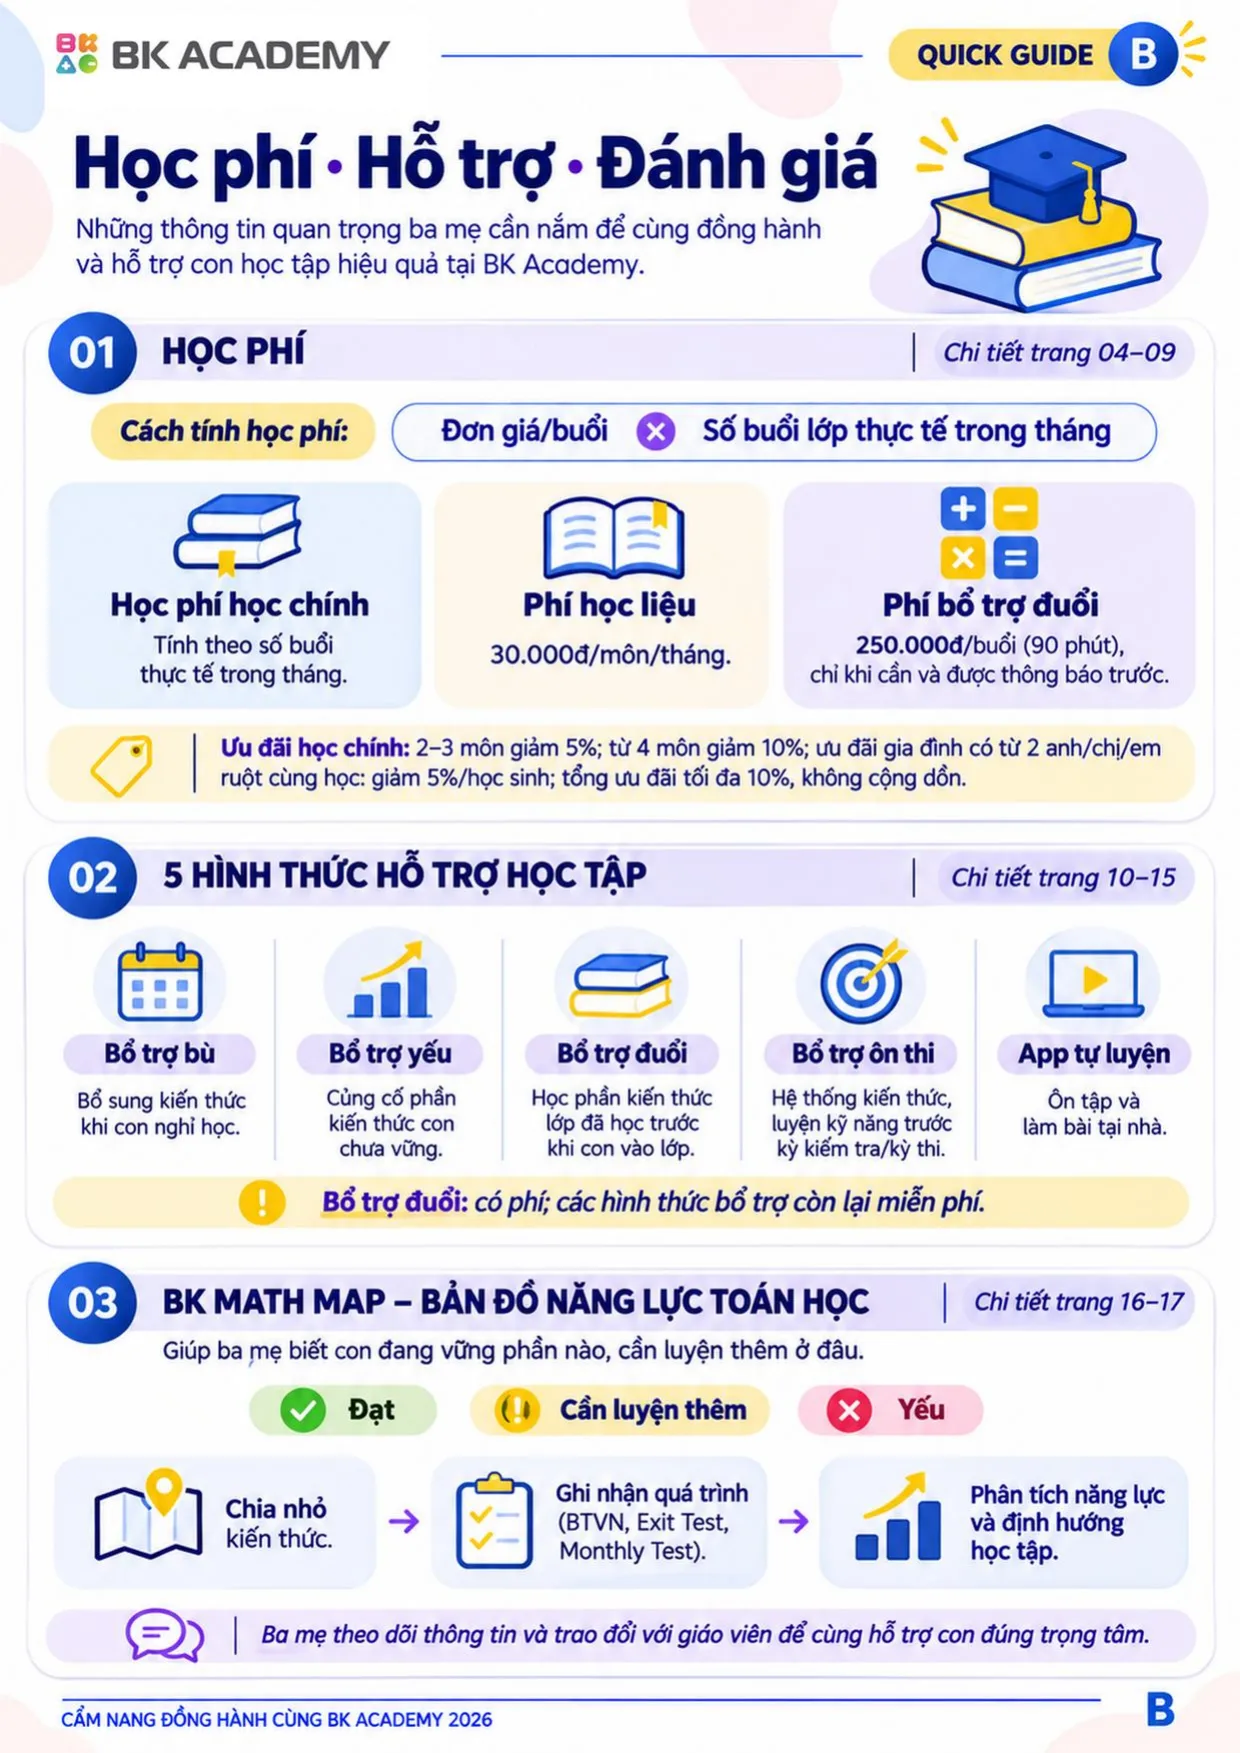 BK
AC
BK ACADEMY
QUICK GUIDE B
Học phí • Hỗ trợ • Đánh giá
Những thông tin quan trọng ba mẹ cần nắm để cùng đồng hành
và hỗ trợ con học tập hiệu quả tại BK Academy.
01 HỌC PHÍ
Chi tiết trang 04–09
Cách tính học phí:
Đơn giá/buổi × Số buổi lớp thực tế trong tháng
Học phí học chính
Tính theo số buổi
thực tế trong tháng.
Phí học liệu
30.000đ/môn/tháng.
Phí bổ trợ đuổi
250.000đ/buổi (90 phút),
chỉ khi cần và được thông báo trước.
Ưu đãi học chính: 2–3 môn giảm 5%; từ 4 môn giảm 10%; ưu đãi gia đình có từ 2 anh/chị/em
ruột cùng học: giảm 5%/học sinh; tổng ưu đãi tối đa 10%, không cộng dồn.
02 5 HÌNH THỨC HỖ TRỢ HỌC TẬP
Chi tiết trang 10–15
Bổ trợ bù
Bổ sung kiến thức
khi con nghỉ học.
Bổ trợ yếu
Củng cố phần
kiến thức con
chưa vững.
Bổ trợ đuổi
Học phần kiến thức
lớp đã học trước
khi con vào lớp.
Bổ trợ ôn thi
Hệ thống kiến thức,
luyện kỹ năng trước
kỳ kiểm tra/kỳ thi.
App tự luyện
Ôn tập và
làm bài tại nhà.
! Bổ trợ đuổi: có phí; các hình thức bổ trợ còn lại miễn phí.
03 BK MATH MAP – BẢN ĐỒ NĂNG LỰC TOÁN HỌC
Chi tiết trang 16–17
Giúp ba mẹ biết con đang vững phần nào, cần luyện thêm ở đâu.
Đạt
Cần luyện thêm
Yếu
Chia nhỏ
kiến thức.
Ghi nhận quá trình
(BTVN, Exit Test,
Monthly Test).
Phân tích năng lực
và định hướng
học tập.
Ba mẹ theo dõi thông tin và trao đổi với giáo viên để cùng hỗ trợ con đúng trọng tâm.
CẨM NANG ĐỒNG HÀNH CÙNG BK ACADEMY 2026
B